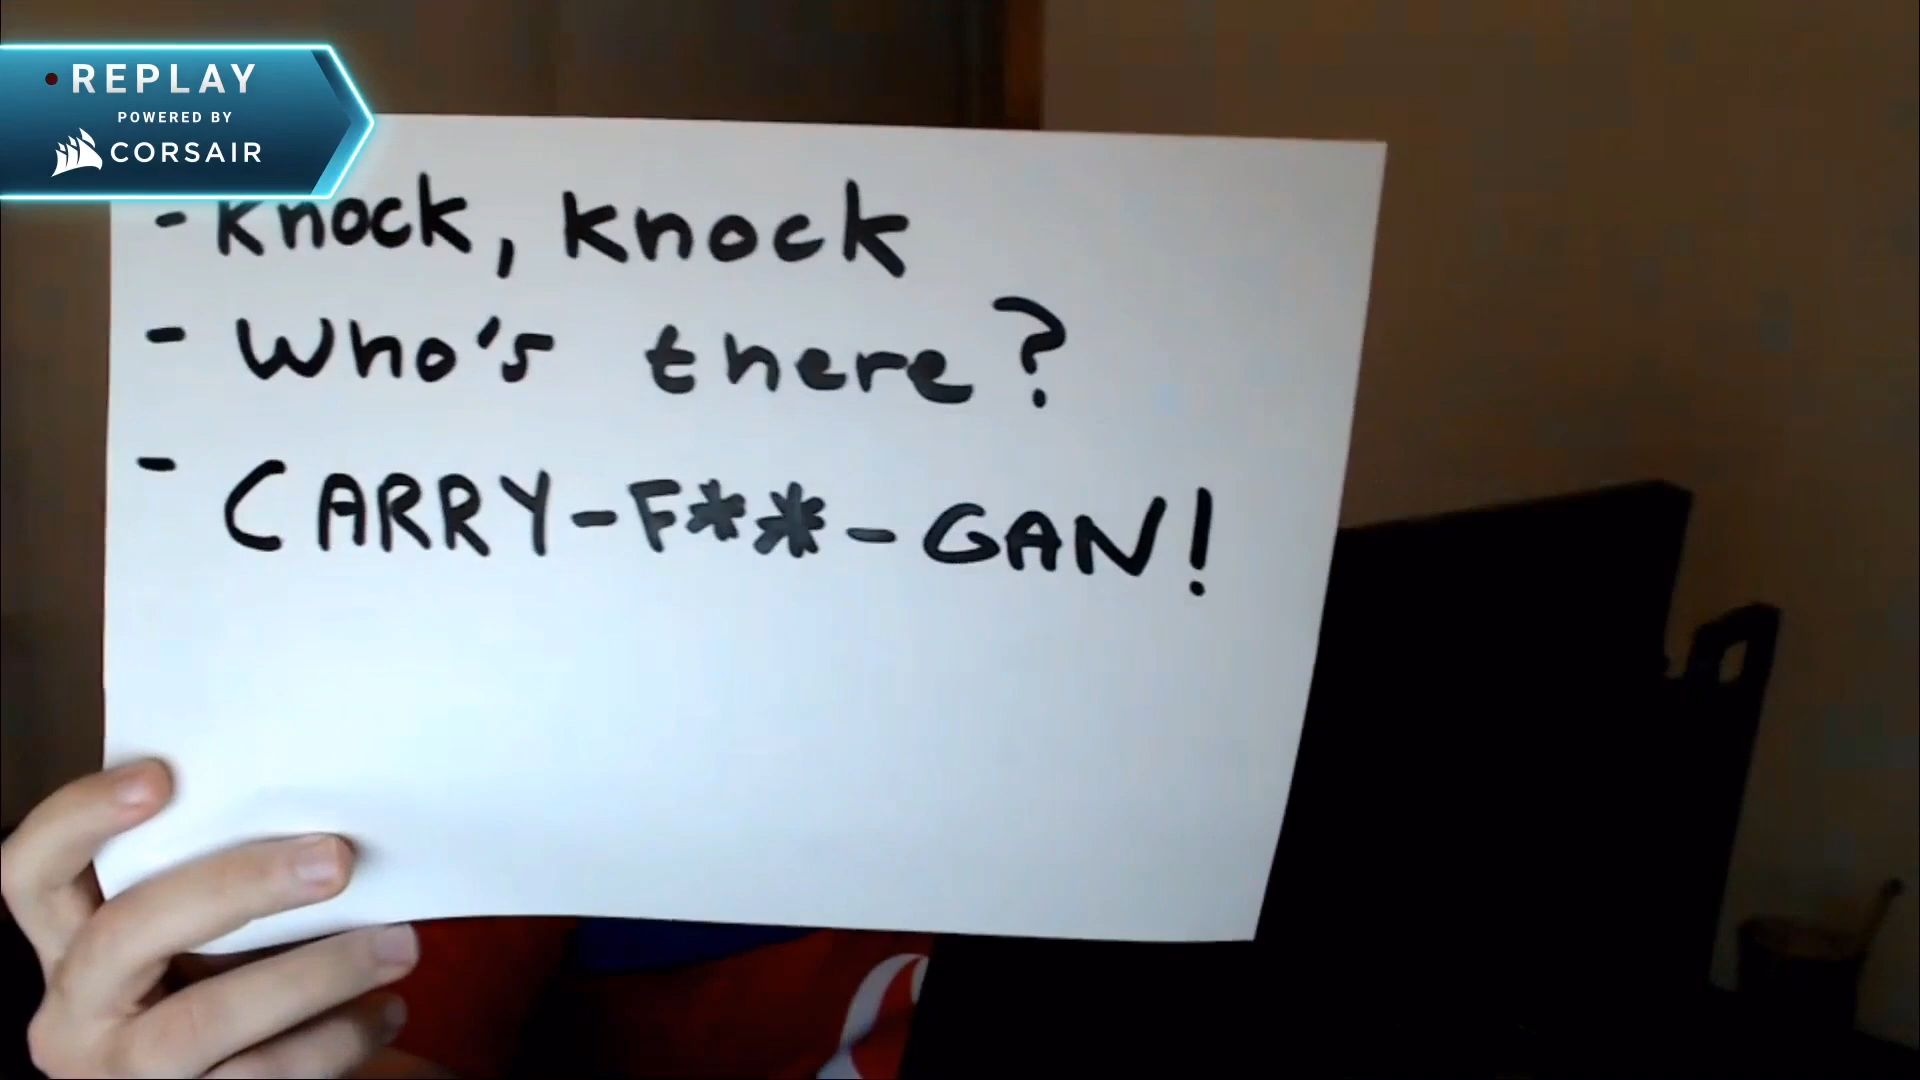 REPLAY
POWERED BY
CORSAIR
- Knock, knock
- Who's there?
- CARRY-F**-GAN!